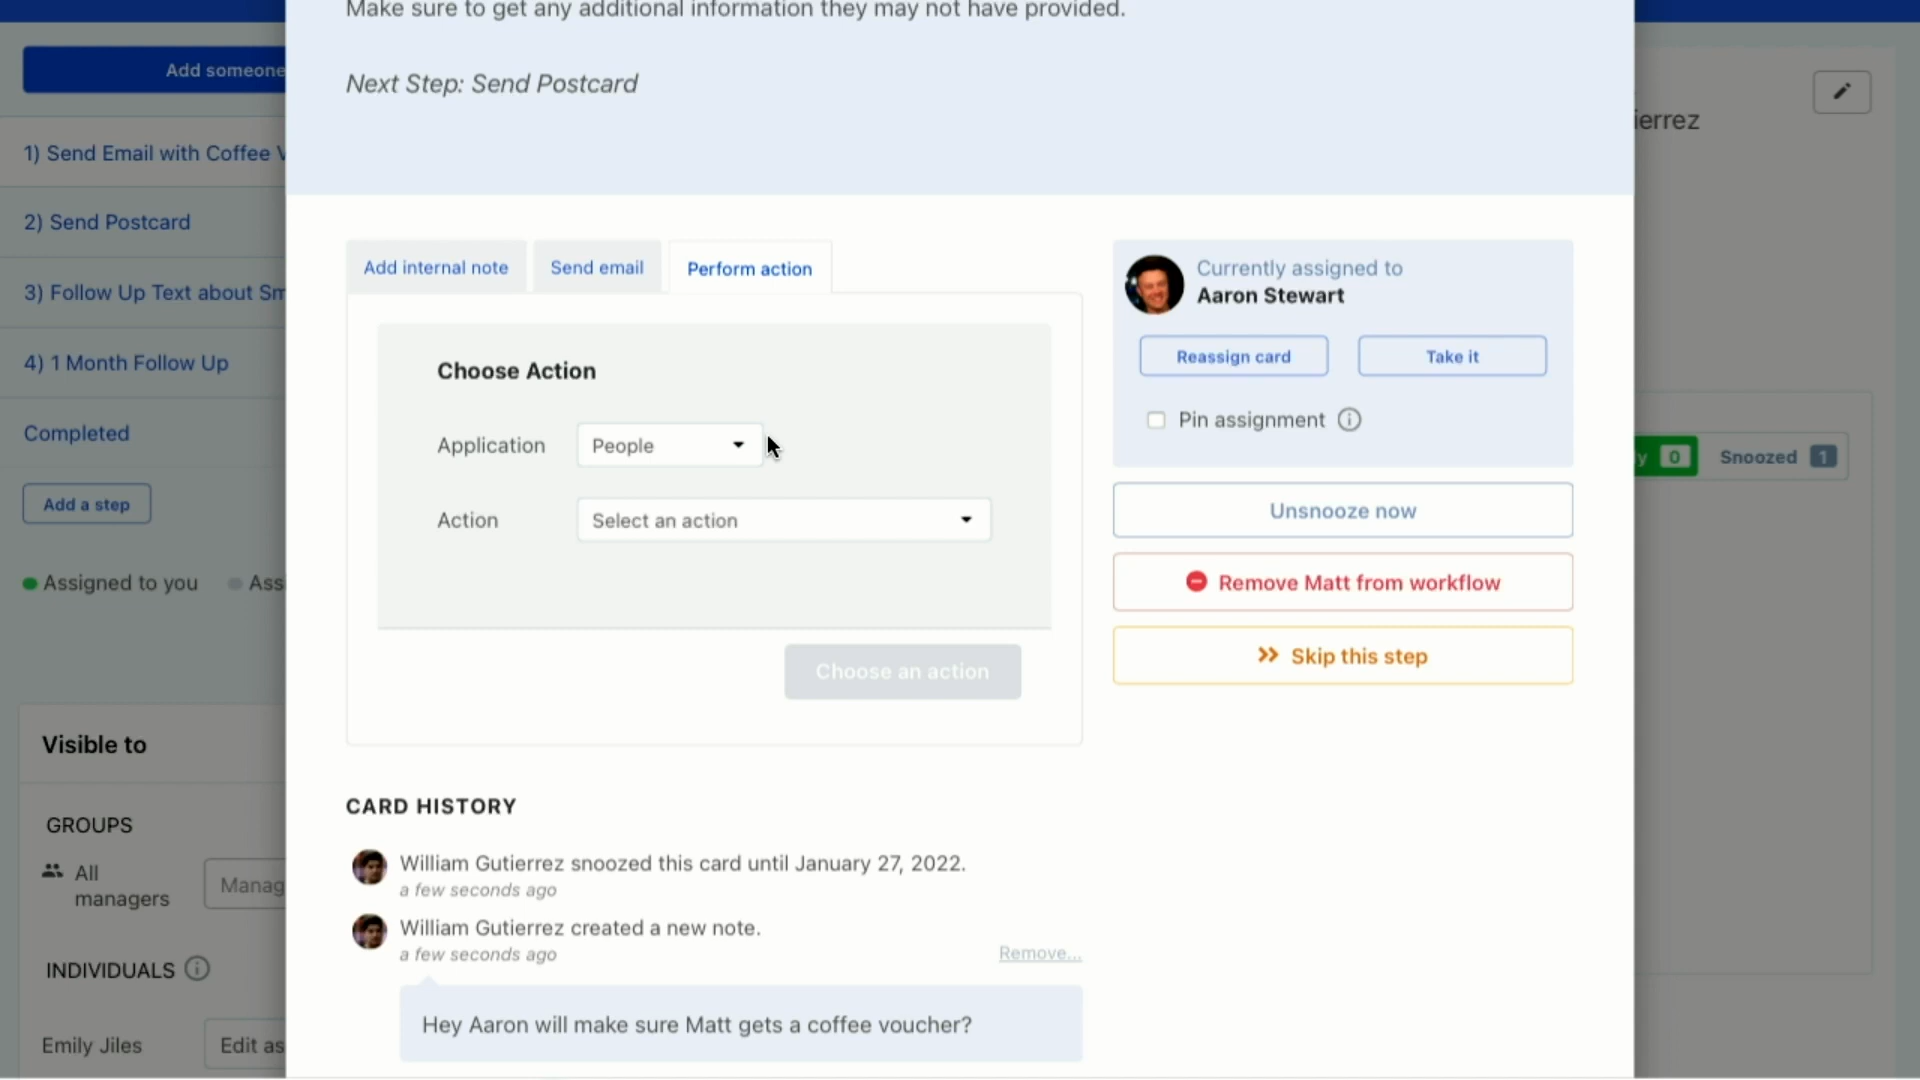 Make sure to get any additional information they may not have provided.
Next Step: Send Postcard
Add someone
1) Send Email with Coffee V
2) Send Postcard
3) Follow Up Text about Sm
4) 1 Month Follow Up
Completed
Add a step
Assigned to you Ass
Visible to
GROUPS
All managers Manag
INDIVIDUALS
Emily Jiles Edit as
Add internal note Send email Perform action
Choose Action
Application People
Action Select an action
Choose an action
Currently assigned to
Aaron Stewart
Reassign card Take it
Pin assignment
Unsnooze now
Remove Matt from workflow
Skip this step
CARD HISTORY
William Gutierrez snoozed this card until January 27, 2022.
a few seconds ago
William Gutierrez created a new note.
a few seconds ago Remove...
Hey Aaron will make sure Matt gets a coffee voucher?
ierrez
y 0 Snoozed 1